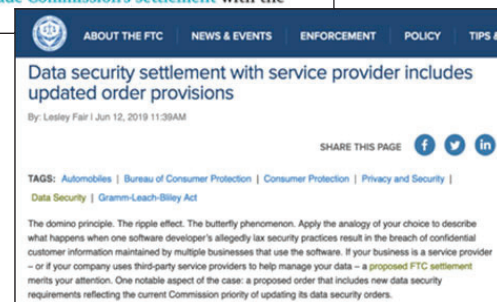 ade Commission's settlement with the
ABOUT THE FTC | NEWS & EVENTS | ENFORCEMENT | POLICY | TIPS &
Data security settlement with service provider includes
updated order provisions
By: Lesley Fair | Jun 12, 2019 11:39AM
SHARE THIS PAGE
TAGS: Automobiles | Bureau of Consumer Protection | Consumer Protection | Privacy and Security |
Data Security | Gramm-Leach-Bliley Act
The domino principle. The ripple effect. The butterfly phenomenon. Apply the analogy of your choice to describe
what happens when one software developer's allegedly lax security practices result in the breach of confidential
customer information maintained by multiple businesses that use the software. If your business is a service provider
– or if your company uses third-party service providers to help manage your data – a proposed FTC settlement
merits your attention. One notable aspect of the case: a proposed order that includes new data security
requirements reflecting the current Commission priority of updating its data security orders.